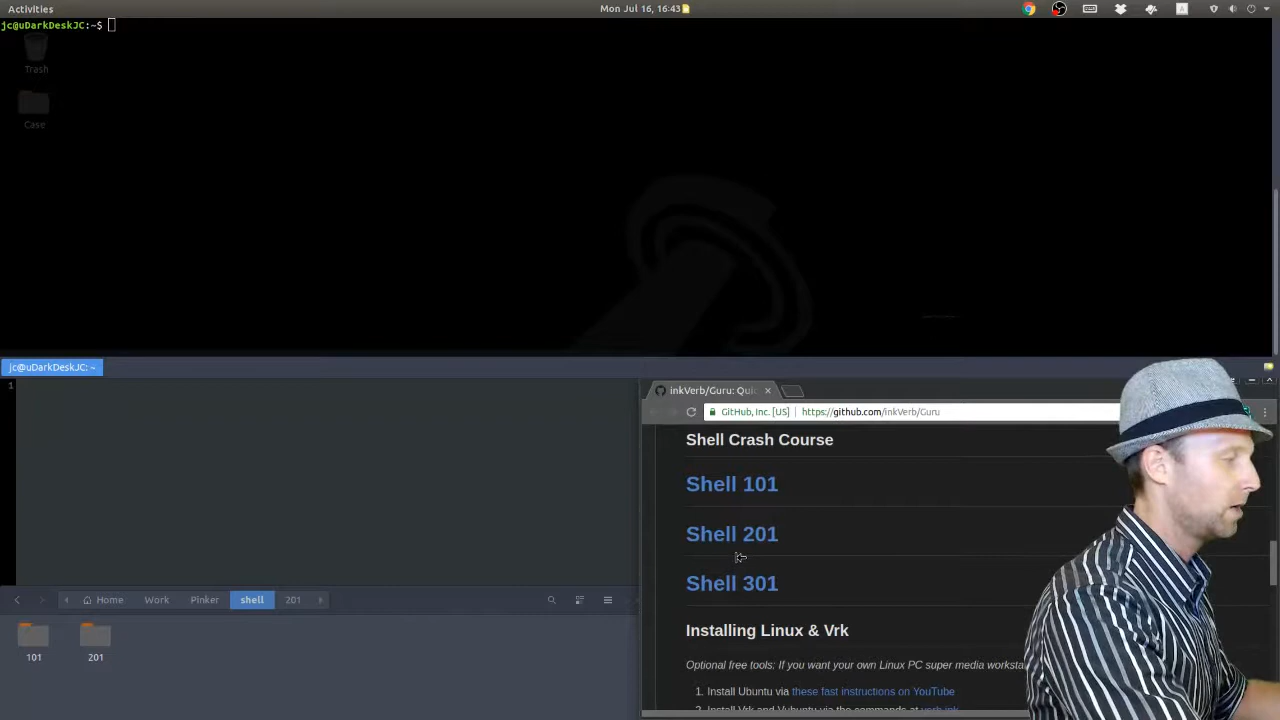 Activities
Mon Jul 16, 16:43
jc@uDarkDeskJC:~$
Trash
Case
jc@uDarkDeskJC: ~
1
inkVerb/Guru: Qui
GitHub, Inc. [US]
https://github.com/inkVerb/Guru
Shell Crash Course
Shell 101
Shell 201
Shell 301
Installing Linux & Vrk
Optional free tools: If you want your own Linux PC super media
1. Install Ubuntu via these fast instructions on YouTube
Home
Work
Pinker
shell
201
101
201